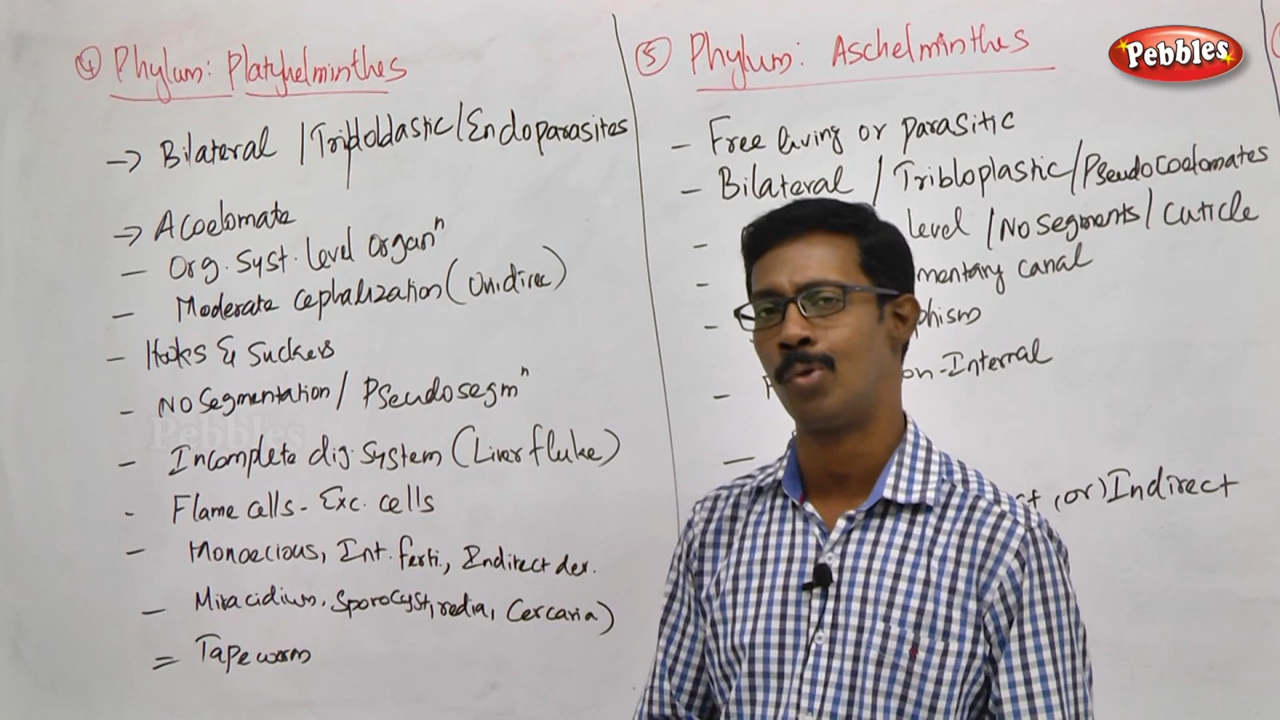 ④ Phylum: Platyhelminthes
→ Bilateral / Triploblastic / Endoparasites
→ Acoelomate
- Org. Syst. level organⁿ
- Moderate cephalization (Unidirec)
- Hooks & Suckers
- No Segmentation / Pseudosegmⁿ
- Incomplete dig. System (Liver fluke)
- Flame cells - Exc. cells
- Monoecious, Int. ferti., Indirect dev.
- Miracidium, Sporocyst, redia, Cercaria)
= Tapeworm
⑤ Phylum: Aschelminthes
- Free living or parasitic
- Bilateral / Tribloplastic / Pseudocoelomates
- level / No segments / Cuticle
- mentary canal
- phism
- on - Internal
-
t (or) Indirect
Pebbles
Pebbles